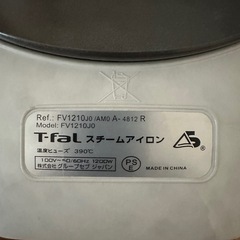 Ref.: FV1210J0 /AM0 A- 4812 R
Model: FV1210J0
T-faL スチームアイロン
温度ヒューズ 390℃
100V~50/60Hz 1200W
株式会社 グループセブ ジャパン
PS
E
MADE IN CHINA
A5